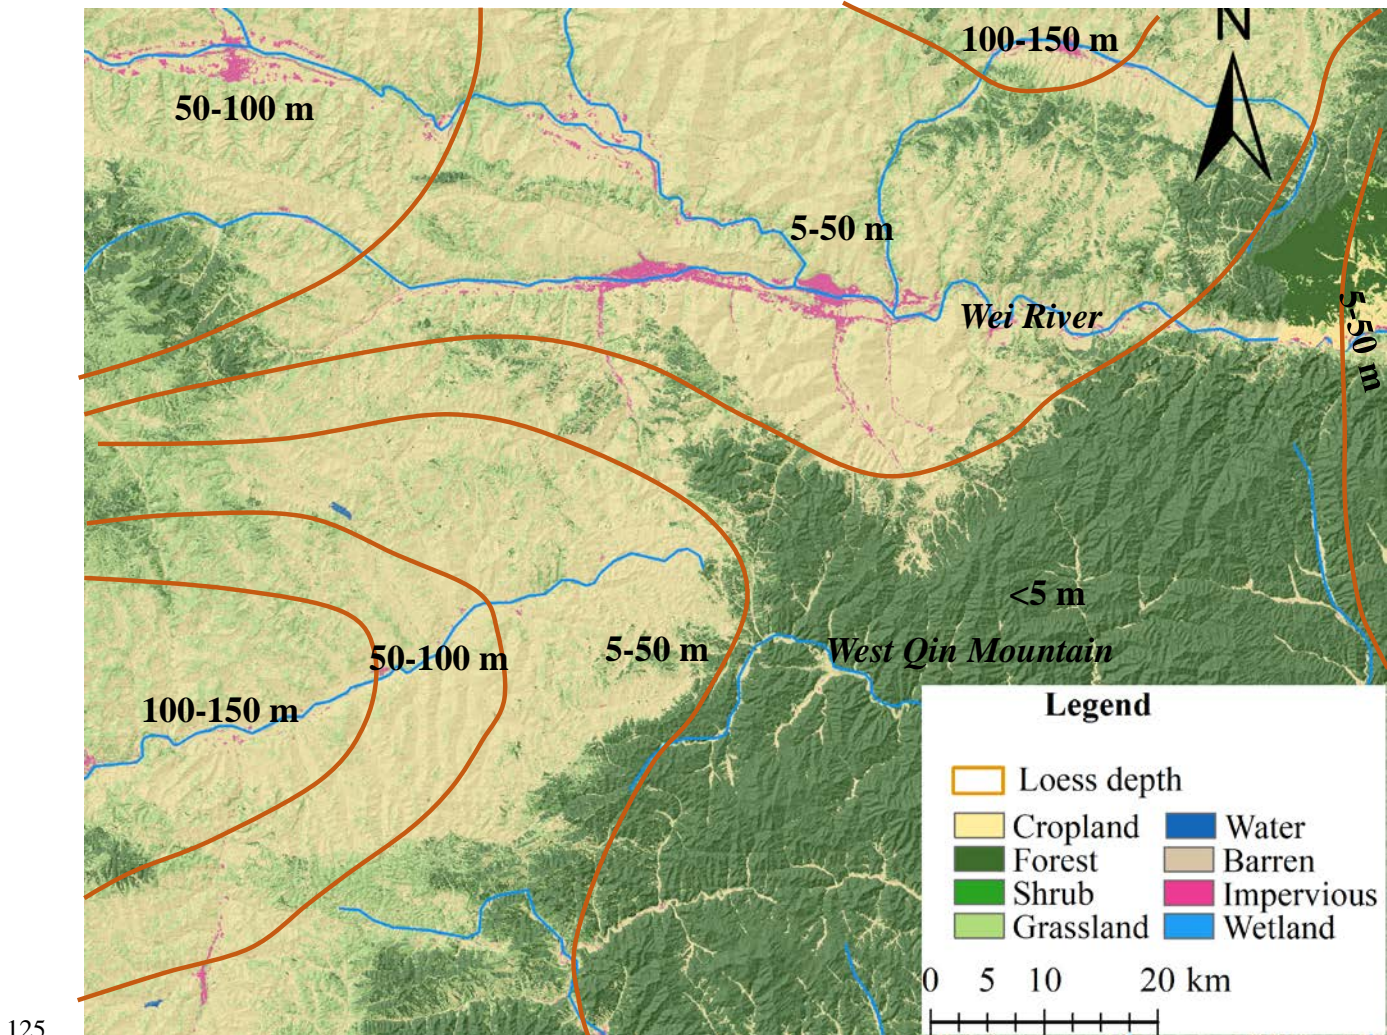 N
100-150 m
50-100 m
5-50 m
Wei River
5-50 m
<5 m
West Qin Mountain
5-50 m
50-100 m
100-150 m
Legend
Loess depth
Cropland
Water
Forest
Barren
Shrub
Impervious
Grassland
Wetland
0 5 10 20 km
125